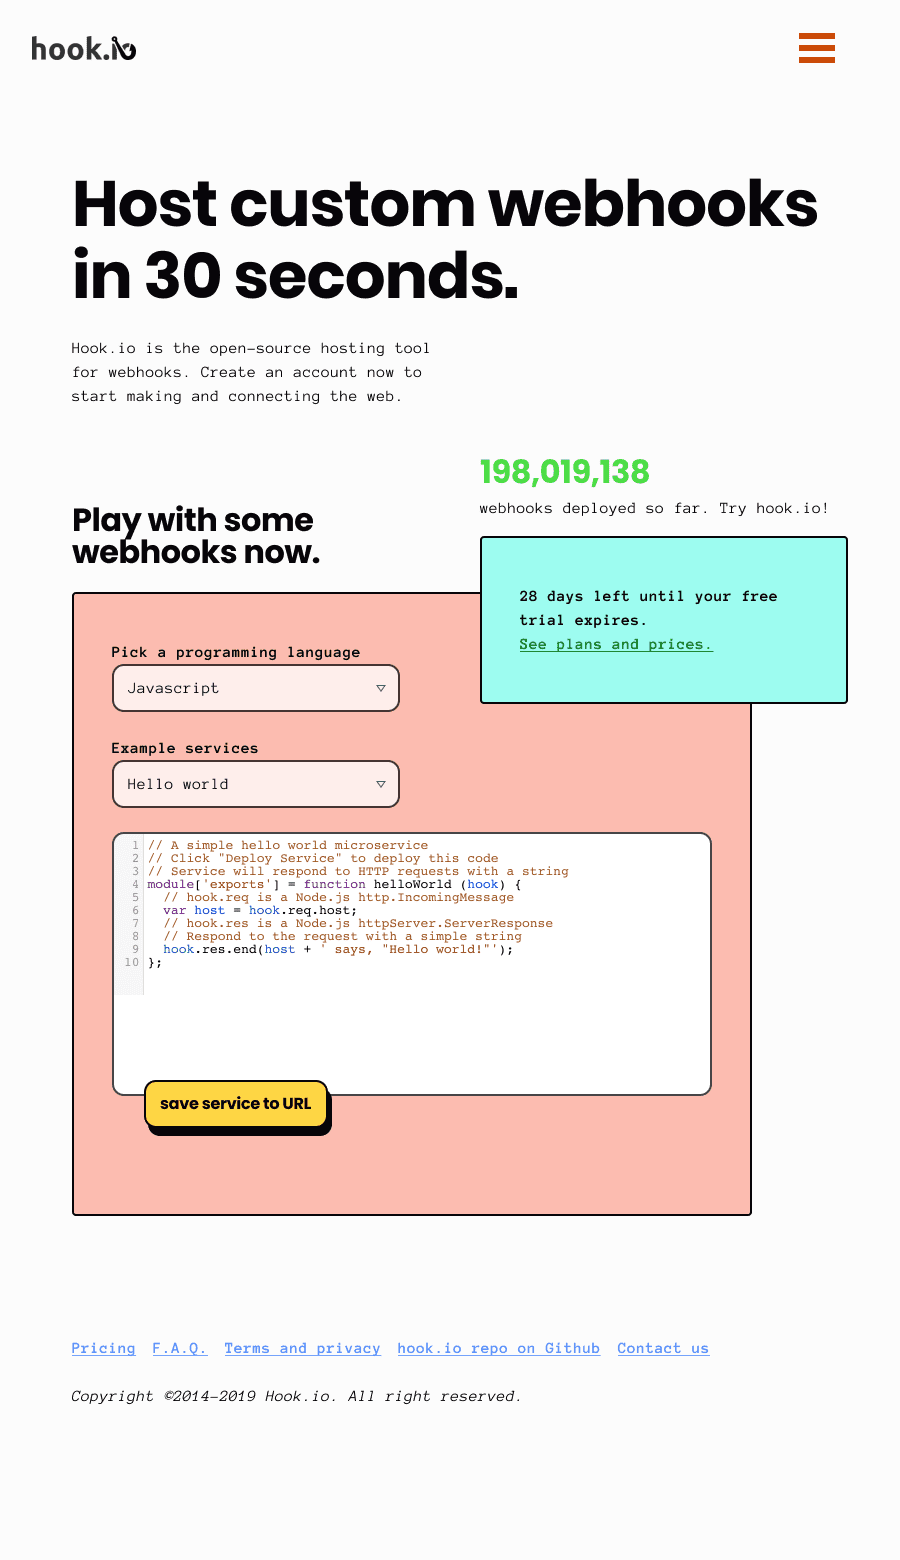 hook.io
Host custom webhooks
in 30 seconds.
Hook.io is the open-source hosting tool
for webhooks. Create an account now to
start making and connecting the web.
198,019,138
webhooks deployed so far. Try hook.io!
Play with some
webhooks now.
28 days left until your free
trial expires.
See plans and prices.
Pick a programming language
Javascript
Example services
Hello world
1 // A simple hello world microservice
2 // Click "Deploy Service" to deploy this code
3 // Service will respond to HTTP requests with a string
4 module['exports'] = function helloWorld (hook) {
5   // hook.req is a Node.js http.IncomingMessage
6   var host = hook.req.host;
7   // hook.res is a Node.js httpServer.ServerResponse
8   // Respond to the request with a simple string
9   hook.res.end(host + ' says, "Hello world!"');
10 };
save service to URL
Pricing F.A.Q. Terms and privacy hook.io repo on Github Contact us
Copyright ©2014-2019 Hook.io. All right reserved.